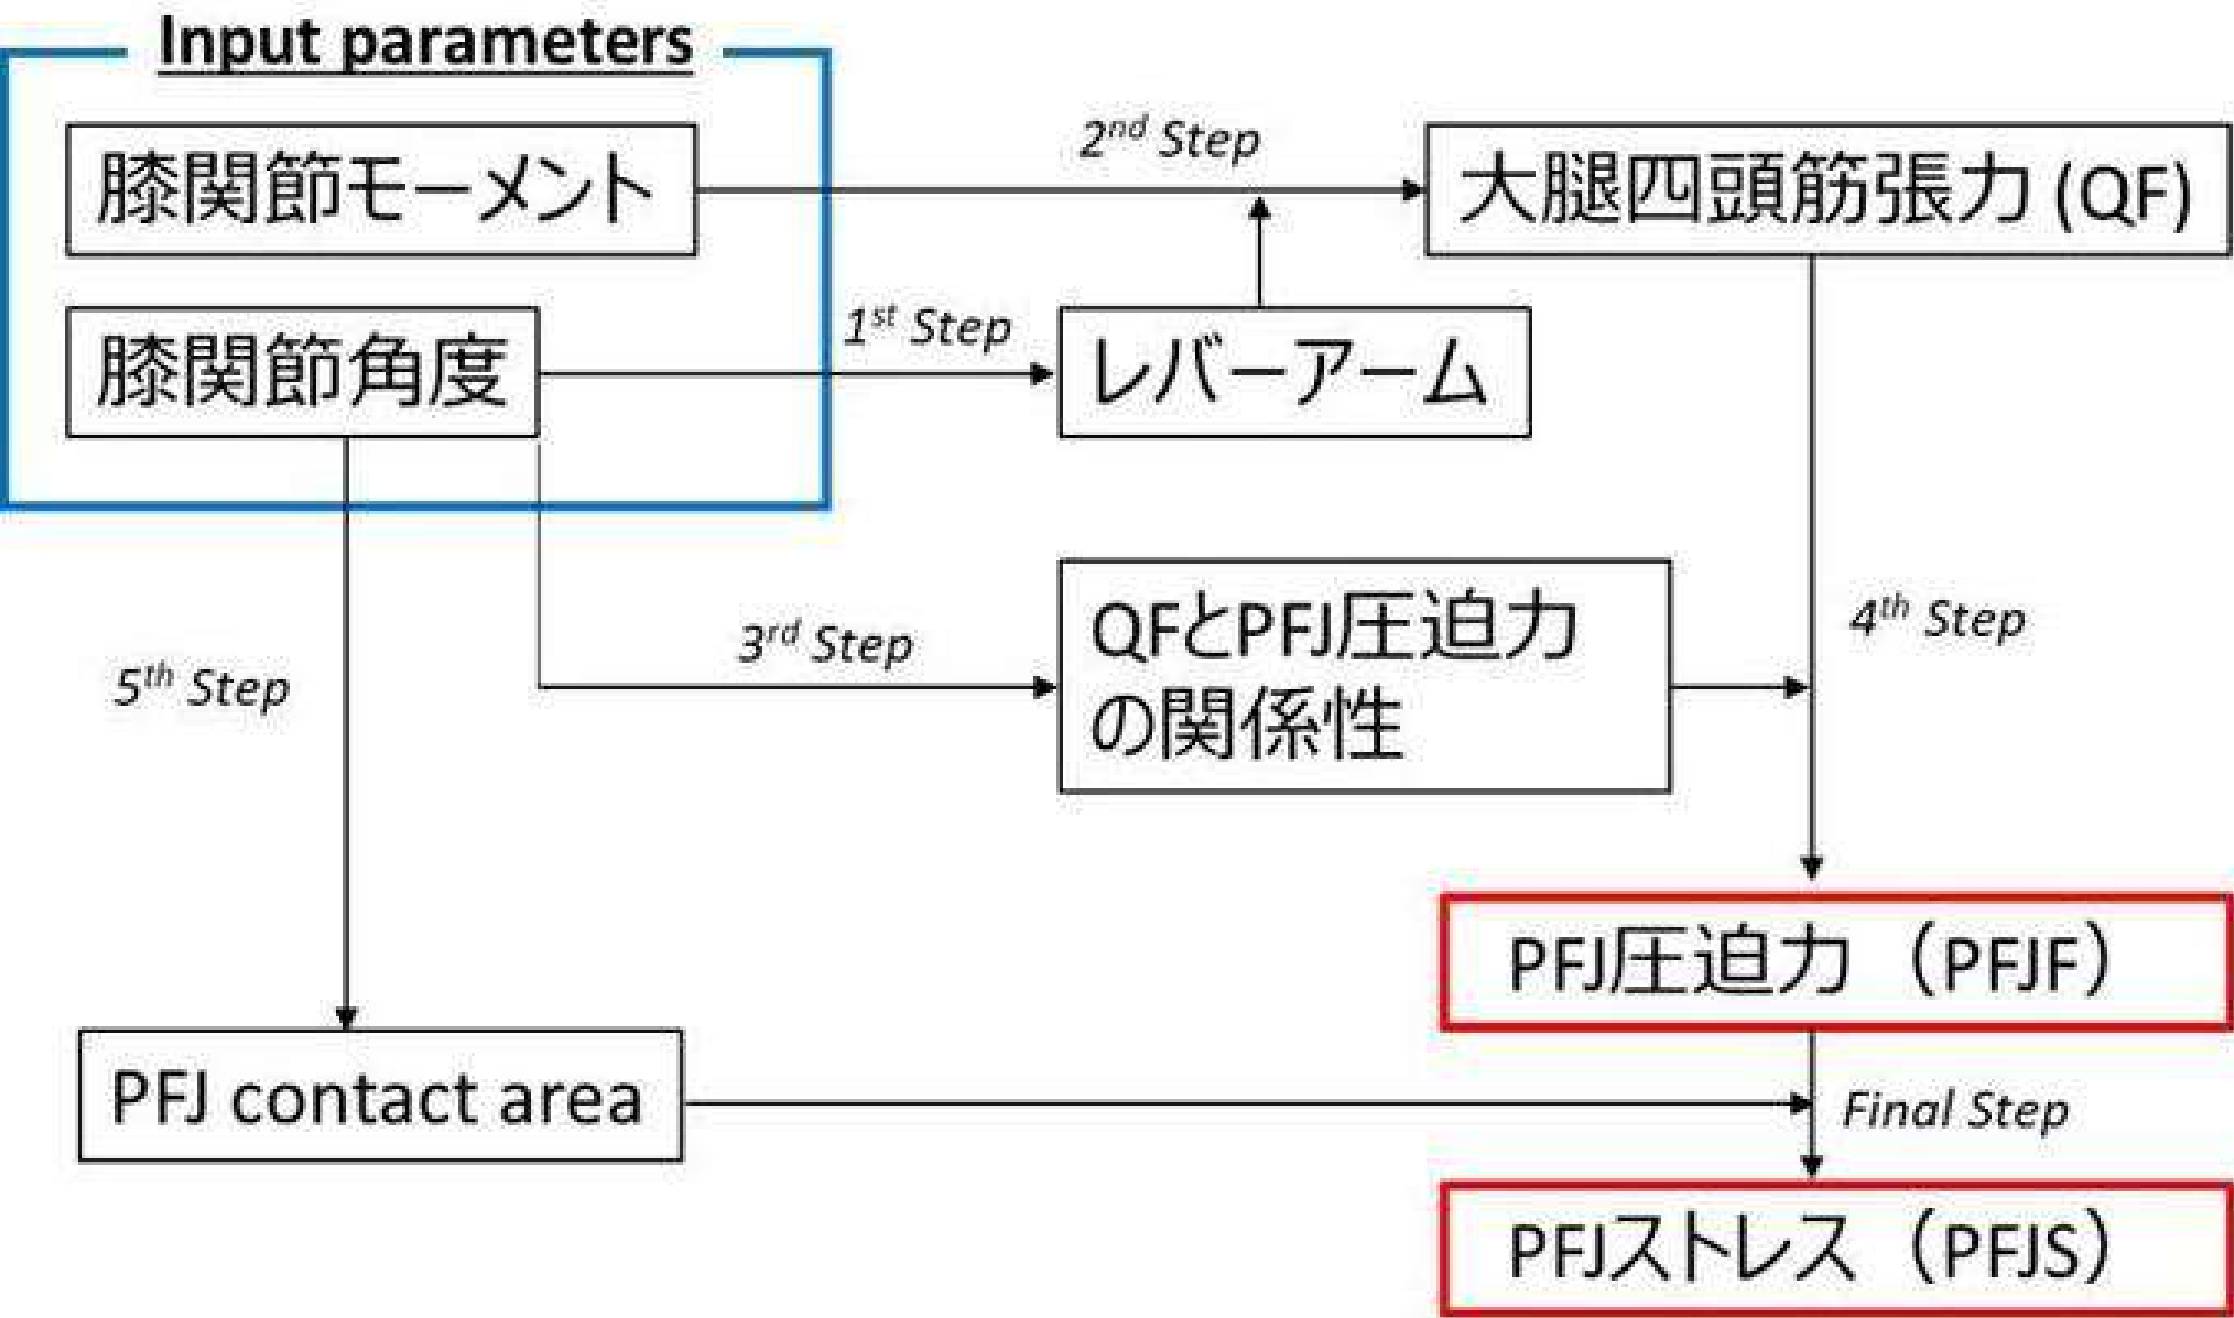 Input parameters
2nd Step
膝関節モーメント
大腿四頭筋張力 (QF)
1st Step
膝関節角度
レバーアーム
QFとPFJ圧迫力
の関係性
3rd Step
4th Step
5th Step
PFJ圧迫力（PFJF）
PFJ contact area
Final Step
PFJストレス（PFJS）